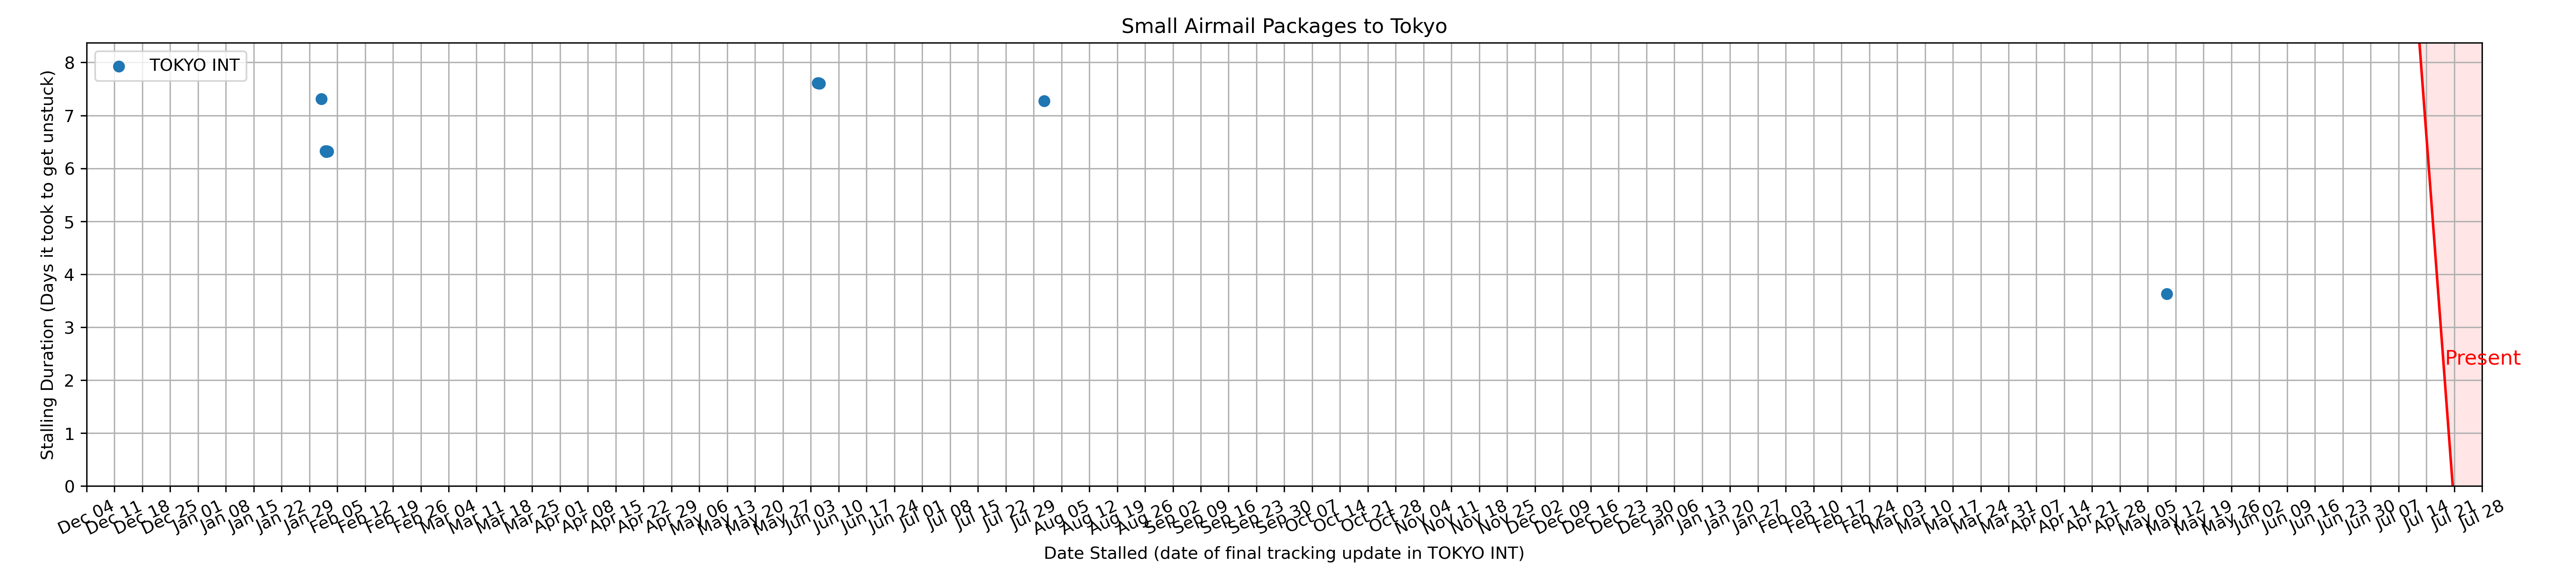 Small Airmail Packages to Tokyo
TOKYO INT
Stalling Duration (Days it took to get unstuck)
8
7
6
5
4
3
2
1
0
Present
Dec 04
Dec 11
Dec 18
Dec 25
Jan 01
Jan 08
Jan 15
Jan 22
Jan 29
Feb 05
Feb 12
Feb 19
Feb 26
Mar 04
Mar 11
Mar 18
Mar 25
Apr 01
Apr 08
Apr 15
Apr 22
Apr 29
May 06
May 13
May 20
May 27
Jun 03
Jun 10
Jun 17
Jun 24
Jul 01
Jul 08
Jul 15
Jul 22
Jul 29
Aug 05
Aug 12
Aug 19
Aug 26
Sep 02
Sep 09
Sep 16
Sep 23
Sep 30
Oct 07
Oct 14
Oct 21
Oct 28
Nov 04
Nov 11
Nov 18
Nov 25
Dec 02
Dec 09
Dec 16
Dec 23
Dec 30
Jan 06
Jan 13
Jan 20
Jan 27
Feb 03
Feb 10
Feb 17
Feb 24
Mar 03
Mar 10
Mar 17
Mar 24
Mar 31
Apr 07
Apr 14
Apr 21
Apr 28
May 05
May 12
May 19
May 26
Jun 02
Jun 09
Jun 16
Jun 23
Jun 30
Jul 07
Jul 14
Jul 21
Jul 28
Date Stalled (date of final tracking update in TOKYO INT)